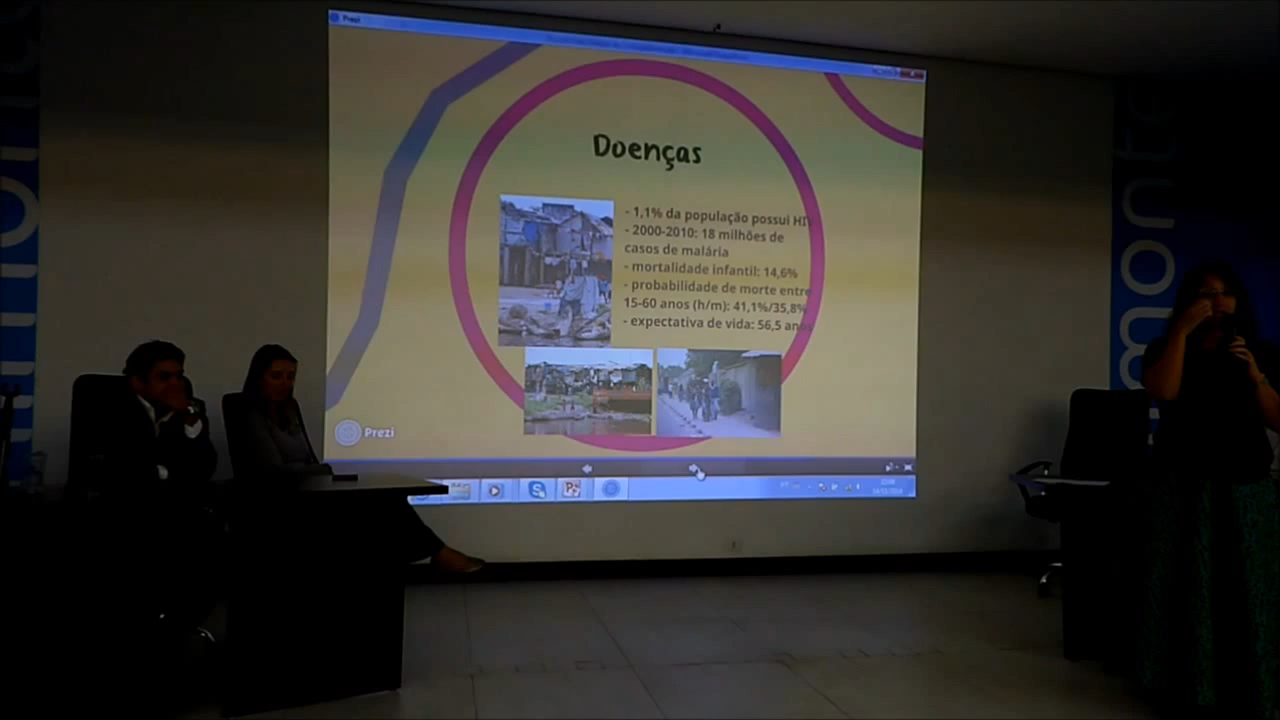 Prezi
Doenças
- 1,1% da população possui HIV
- 2000-2010: 18 milhões de
casos de malária
- mortalidade infantil: 14,6%
- probabilidade de morte entre
15-60 anos (h/m): 41,1%/35,8%
- expectativa de vida: 56,5 anos
Prezi
PT